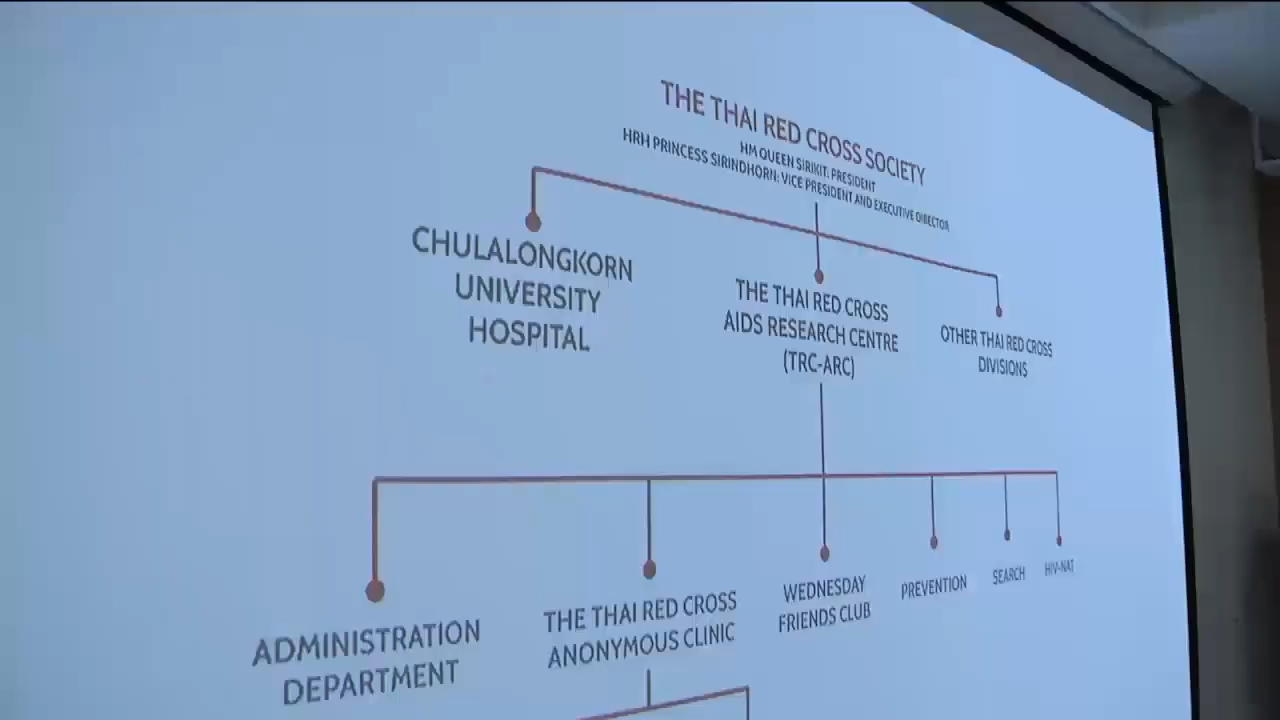 THE THAI RED CROSS SOCIETY
HM QUEEN SIRIKIT: PRESIDENT
HRH PRINCESS SIRINDHORN: VICE PRESIDENT AND EXECUTIVE DIRECTOR
CHULALONGKORN
UNIVERSITY
HOSPITAL
THE THAI RED CROSS
AIDS RESEARCH CENTRE
(TRC-ARC)
OTHER THAI RED CROSS
DIVISIONS
ADMINISTRATION
DEPARTMENT
THE THAI RED CROSS
ANONYMOUS CLINIC
WEDNESDAY
FRIENDS CLUB
PREVENTION
SEARCH
HIV-NAT